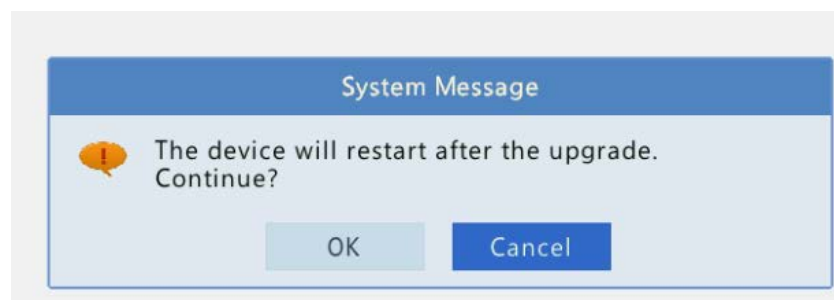 System Message
The device will restart after the upgrade.
Continue?
OK
Cancel